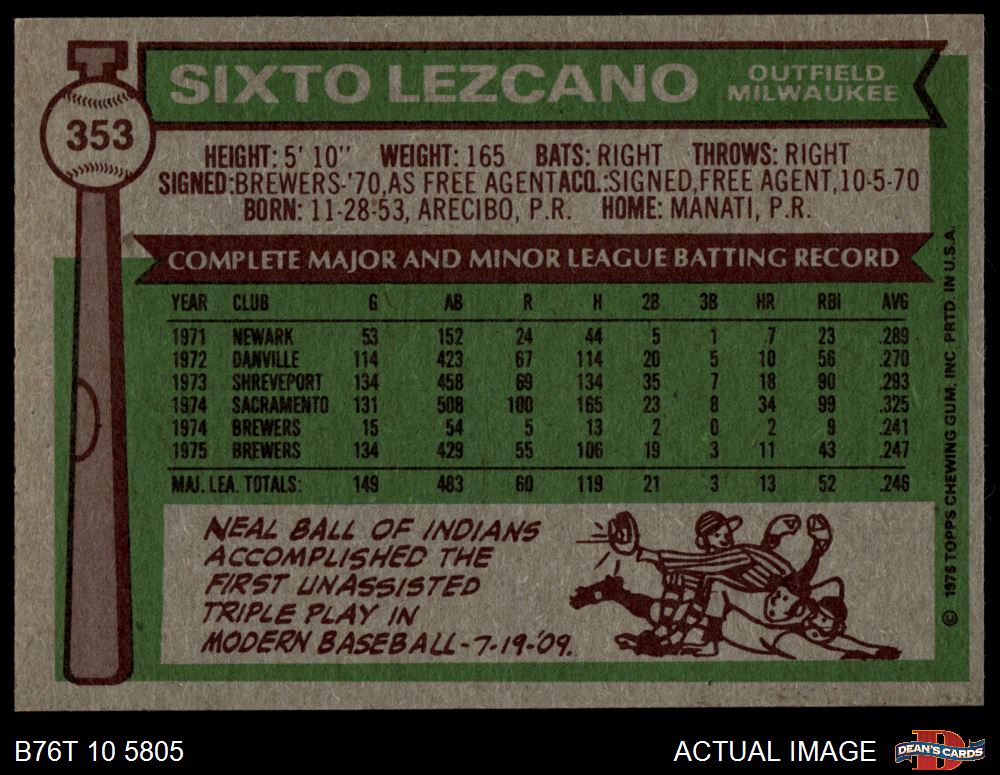 353
SIXTO LEZCANO
OUTFIELD
MILWAUKEE
HEIGHT: 5' 10" WEIGHT: 165 BATS: RIGHT THROWS: RIGHT
SIGNED:BREWERS-'70,AS FREE AGENT ACQ.:SIGNED,FREE AGENT,10-5-70
BORN: 11-28-53, ARECIBO, P.R. HOME: MANATI, P.R.
COMPLETE MAJOR AND MINOR LEAGUE BATTING RECORD
YEAR CLUB G AB R H 2B 3B HR RBI AVG
1971 NEWARK 53 152 24 44 5 1 7 23 .289
1972 DANVILLE 114 423 67 114 20 5 10 56 .270
1973 SHREVEPORT 134 458 69 134 35 7 18 90 .293
1974 SACRAMENTO 131 508 100 165 23 8 34 99 .325
1974 BREWERS 15 54 5 13 2 0 2 9 .241
1975 BREWERS 134 429 55 106 19 3 11 43 .247
MAJ. LEA. TOTALS: 149 483 60 119 21 3 13 52 .246
NEAL BALL OF INDIANS
ACCOMPLISHED THE
FIRST UNASSISTED
TRIPLE PLAY IN
MODERN BASEBALL-7-19-'09.
© 1976 TOPPS CHEWING GUM, INC PRTD. IN U.S.A.
B76T 10 5805
ACTUAL IMAGE
DEAN'S CARDS